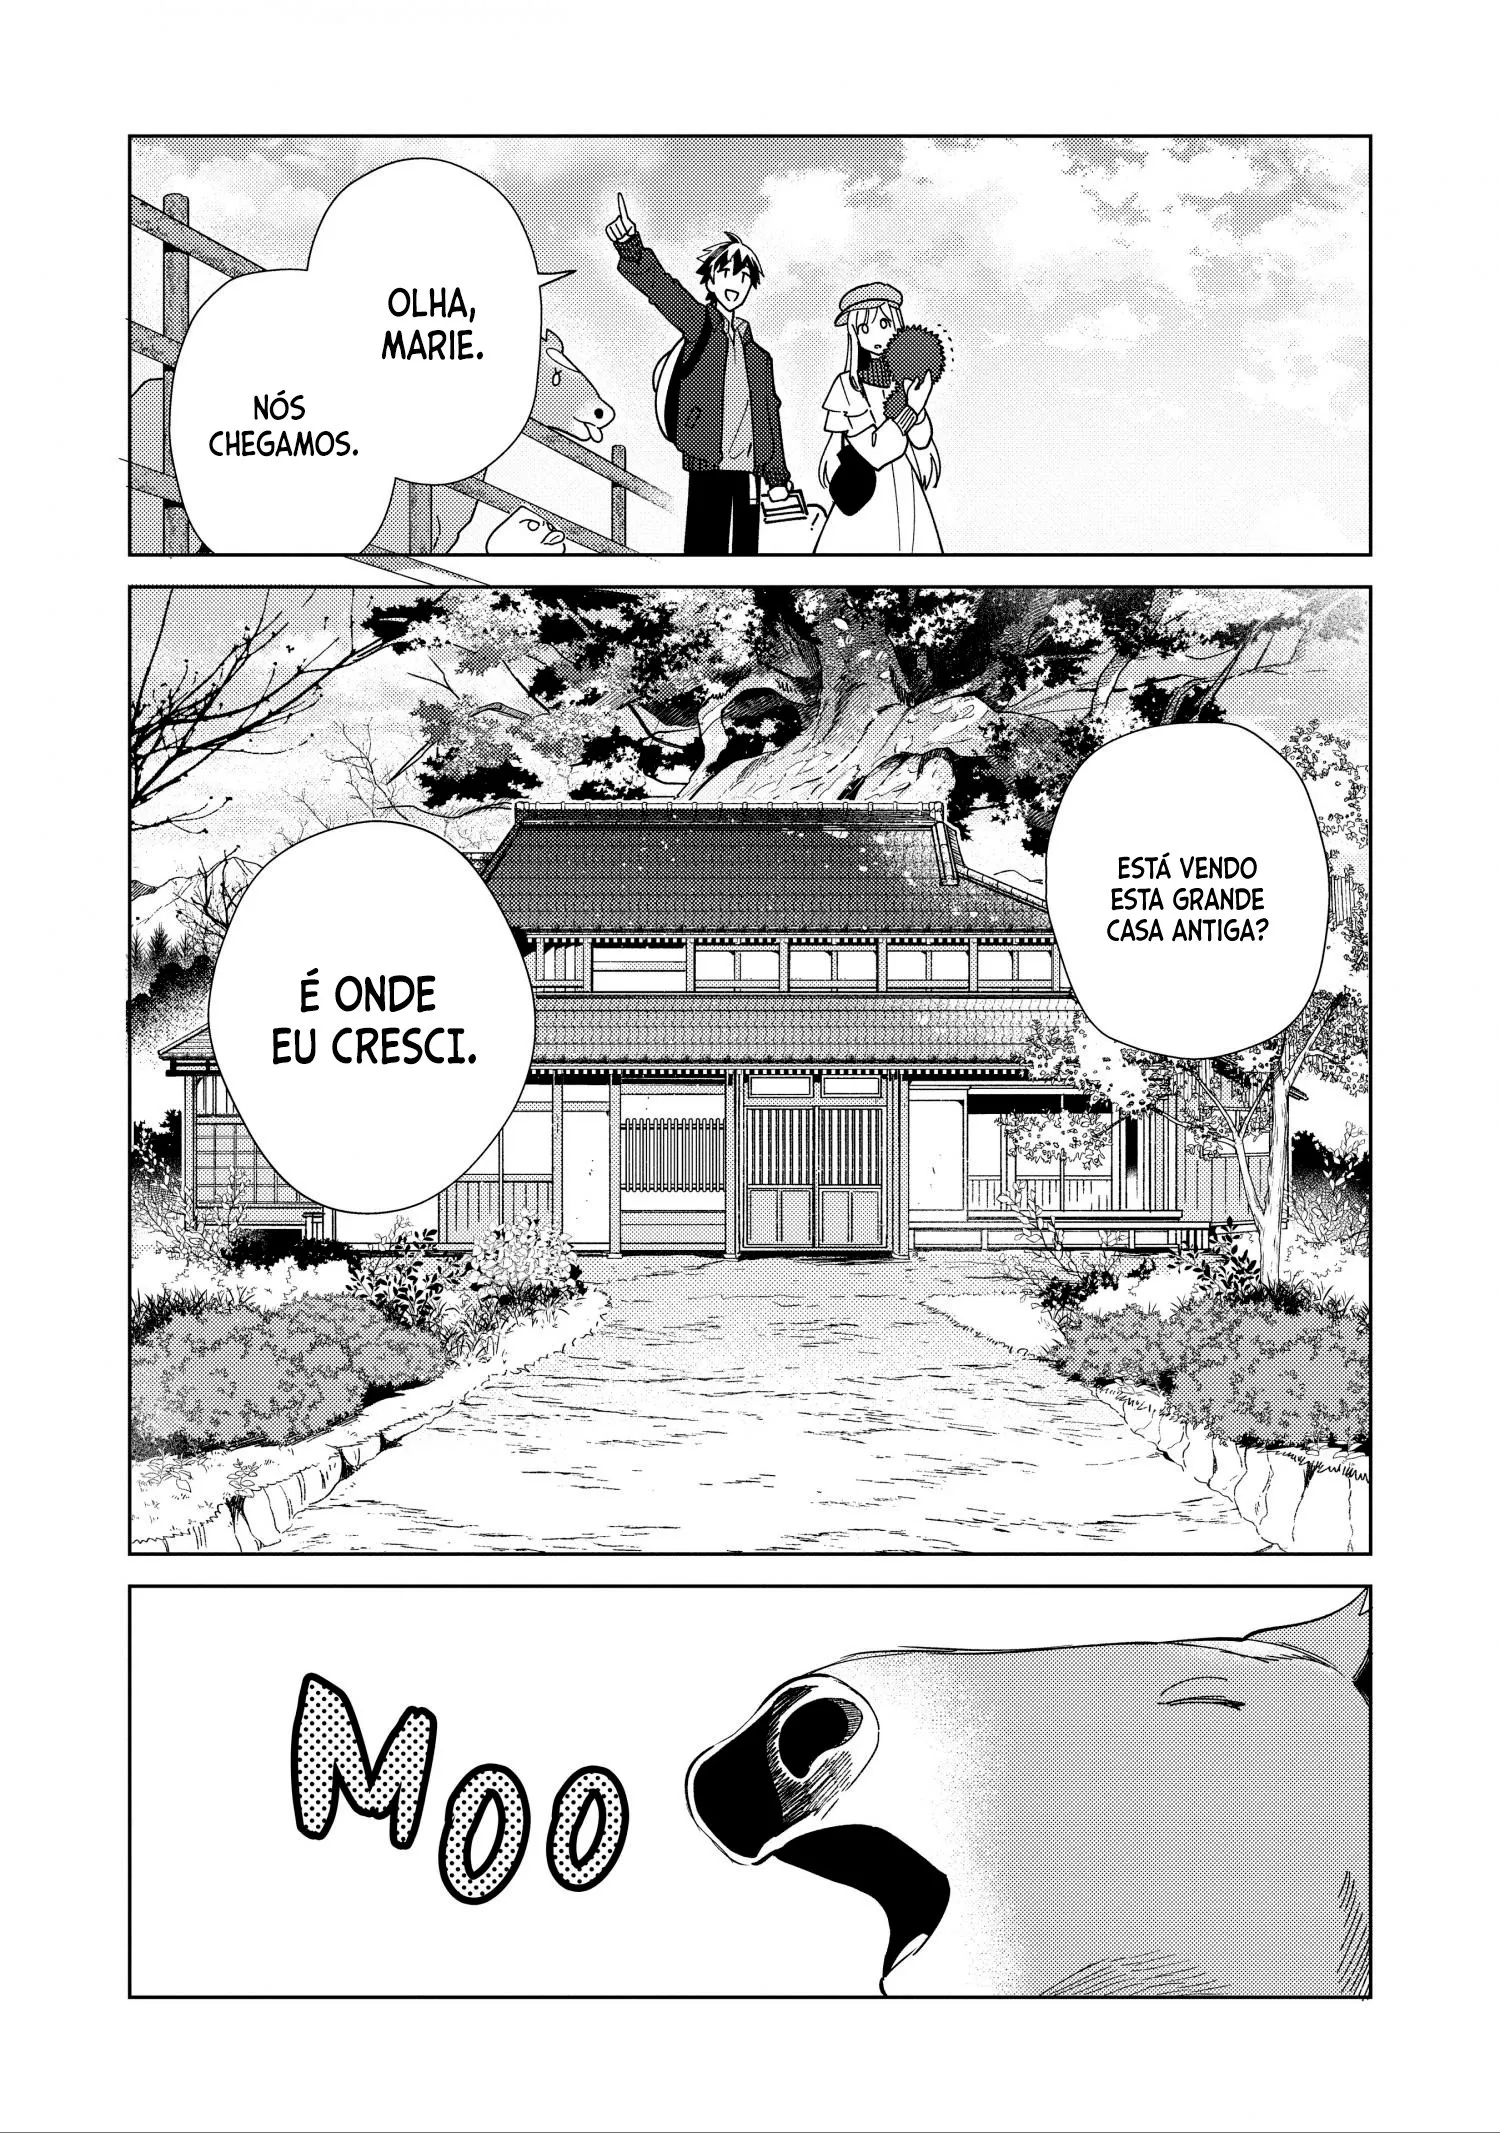 OLHA,
MARIE.
NÓS
CHEGAMOS.
ESTÁ VENDO
ESTA GRANDE
CASA ANTIGA?
É ONDE
EU CRESCI.
MOO